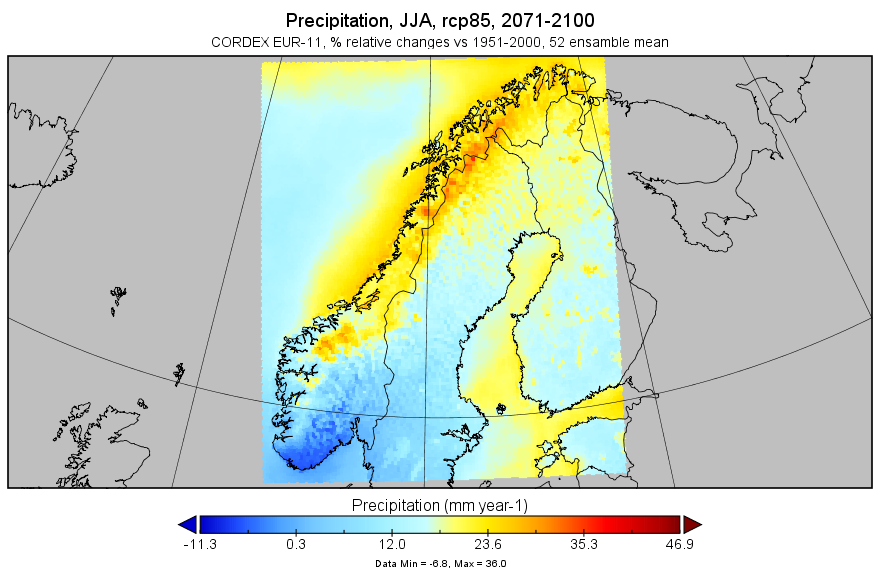 Precipitation, JJA, rcp85, 2071-2100
CORDEX EUR-11, % relative changes vs 1951-2000, 52 ensamble mean
Precipitation (mm year-1)
-11.3 0.3 12.0 23.6 35.3 46.9
Data Min = -6.8, Max = 36.0